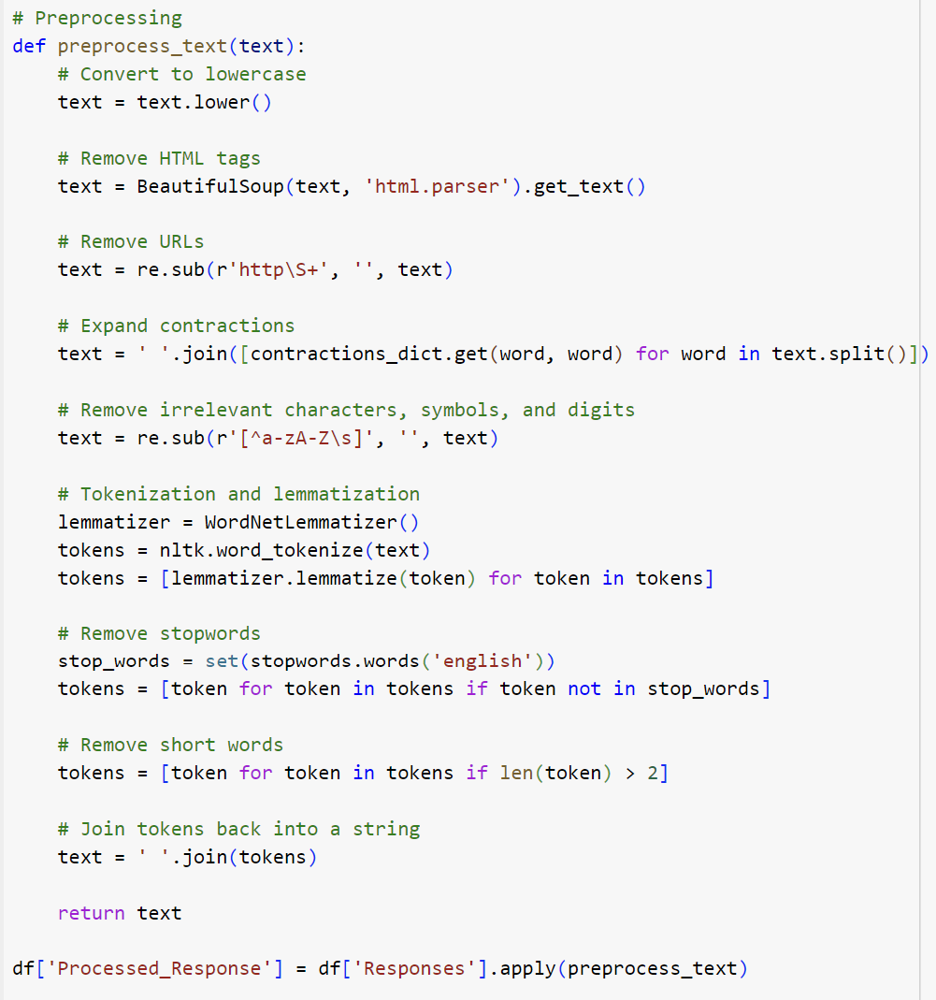 # Preprocessing
def preprocess_text(text):
    # Convert to lowercase
    text = text.lower()
    # Remove HTML tags
    text = BeautifulSoup(text, 'html.parser').get_text()
    # Remove URLs
    text = re.sub(r'http\S+', '', text)
    # Expand contractions
    text = ' '.join([contractions_dict.get(word, word) for word in text.split()])
    # Remove irrelevant characters, symbols, and digits
    text = re.sub(r'[^a-zA-Z\s]', '', text)
    # Tokenization and lemmatization
    lemmatizer = WordNetLemmatizer()
    tokens = nltk.word_tokenize(text)
    tokens = [lemmatizer.lemmatize(token) for token in tokens]
    # Remove stopwords
    stop_words = set(stopwords.words('english'))
    tokens = [token for token in tokens if token not in stop_words]
    # Remove short words
    tokens = [token for token in tokens if len(token) > 2]
    # Join tokens back into a string
    text = ' '.join(tokens)
    return text
df['Processed_Response'] = df['Responses'].apply(preprocess_text)